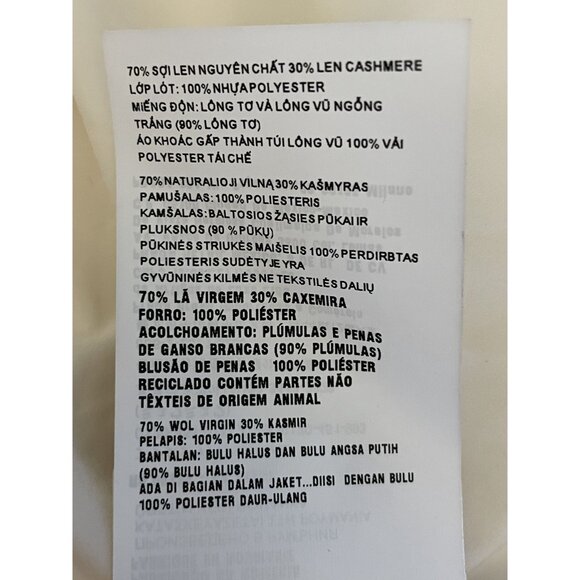 70% SỢI LEN NGUYÊN CHẤT 30% LEN CASHMERE
LỚP LÓT: 100% NHỰA POLYESTER
MIẾNG ĐỘN: LÔNG TƠ VÀ LÔNG VŨ NGỖNG
TRẮNG (90% LÔNG TƠ)
ÁO KHOÁC GẤP THÀNH TÚI LÔNG VŨ 100% VẢI
POLYESTER TÁI CHẾ
70% NATURALIOJI VILNĄ 30% KAŠMYRAS
PAMUŠALAS: 100% POLIESTERIS
KAMŠALAS: BALTOSIOS ŽĄSIES PŪKAI IR
PLUKSNOS (90 % PŪKŲ)
PŪKINĖS STRIUKĖS MAIŠELIS 100% PERDIRBTAS
POLIESTERIS SUDĖTYJE YRA
GYVŪNINĖS KILMĖS NE TEKSTILĖS DALIŲ
70% LÃ VIRGEM 30% CAXEMIRA
FORRO: 100% POLIÉSTER
ACOLCHOAMENTO: PLÚMULAS E PENAS
DE GANSO BRANCAS (90% PLÚMULAS)
BLUSÃO DE PENAS 100% POLIÉSTER
RECICLADO CONTÉM PARTES NÃO
TÊXTEIS DE ORIGEM ANIMAL
70% WOL VIRGIN 30% KASMIR
PELAPIS: 100% POLIESTER
BANTALAN: BULU HALUS DAN BULU ANGSA PUTIH
(90% BULU HALUS)
ADA DI BAGIAN DALAM JAKET...DIISI DENGAN BULU
100% POLIESTER DAUR-ULANG